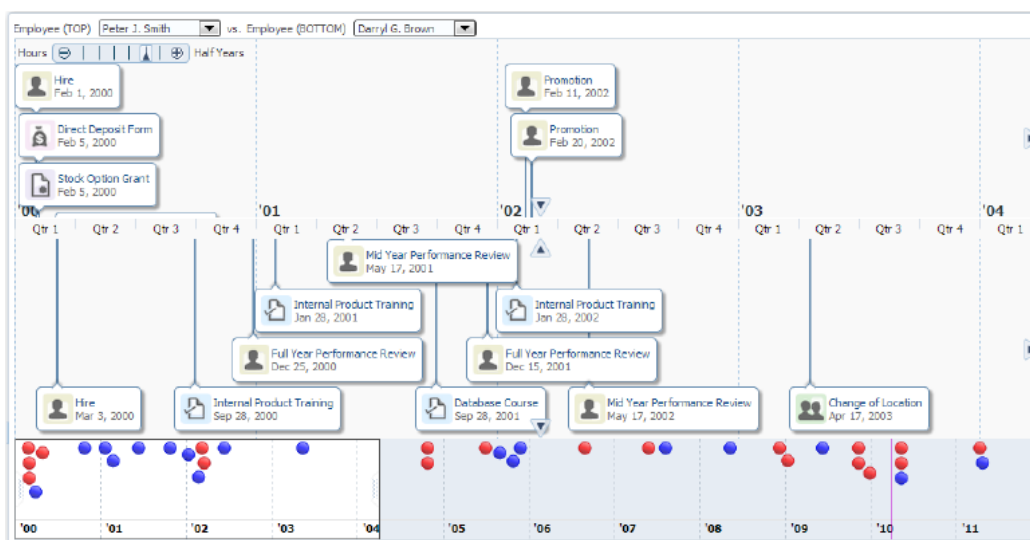 Employee (TOP) Peter J. Smith vs. Employee (BOTTOM) Darryl G. Brown
Hours Half Years
Hire
Feb 1, 2000
Promotion
Feb 11, 2002
Direct Deposit Form
Feb 5, 2000
Promotion
Feb 20, 2002
Stock Option Grant
Feb 5, 2000
'00 '01 '02 '03 '04
Qtr 1 Qtr 2 Qtr 3 Qtr 4 Qtr 1 Qtr 2 Qtr 3 Qtr 4 Qtr 1 Qtr 2 Qtr 3 Qtr 4 Qtr 1 Qtr 2 Qtr 3 Qtr 4 Qtr 1
Mid Year Performance Review
May 17, 2001
Internal Product Training
Jan 28, 2001
Internal Product Training
Jan 28, 2002
Full Year Performance Review
Dec 25, 2000
Full Year Performance Review
Dec 15, 2001
Hire
Mar 3, 2000
Internal Product Training
Sep 28, 2000
Database Course
Sep 28, 2001
Mid Year Performance Review
May 17, 2002
Change of Location
Apr 17, 2003
'00 '01 '02 '03 '04 '05 '06 '07 '08 '09 '10 '11